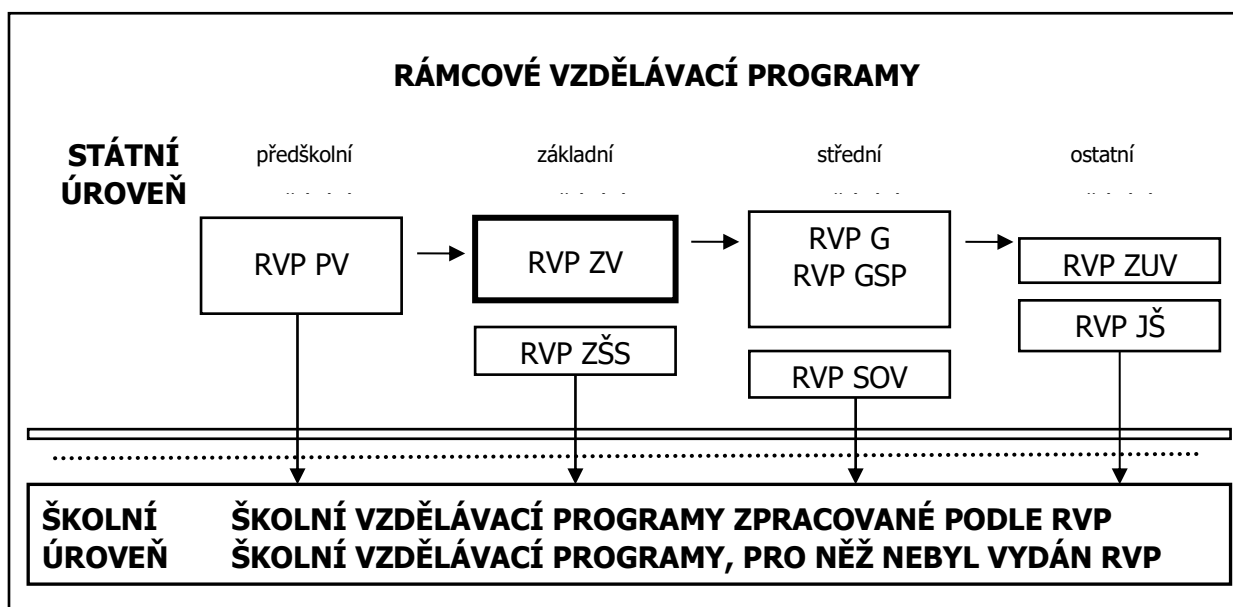 RÁMCOVÉ VZDĚLÁVACÍ PROGRAMY
STÁTNÍ
ÚROVEŇ
předškolní
základní
střední
ostatní
RVP PV
RVP ZV
RVP G
RVP GSP
RVP ZUV
RVP ZŠS
RVP SOV
RVP JŠ
ŠKOLNÍ ŠKOLNÍ VZDĚLÁVACÍ PROGRAMY ZPRACOVANÉ PODLE RVP
ÚROVEŇ ŠKOLNÍ VZDĚLÁVACÍ PROGRAMY, PRO NĚŽ NEBYL VYDÁN RVP